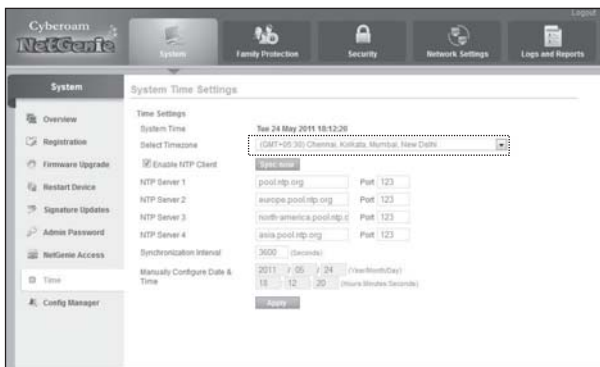 Logout
Cyberoam
NetGenie
System
Family Protection
Security
Network Settings
Logs and Reports
System
Overview
Registration
Firmware Upgrade
Restart Device
Signature Updates
Admin Password
NetGenie Access
Time
Config Manager
System Time Settings
Time Settings
System Time Tue 24 May 2011 18:12:20
Select Timezone (GMT+05:30) Chennai, Kolkata, Mumbai, New Delhi
Enable NTP Client Sync now
NTP Server 1 pool.ntp.org Port 123
NTP Server 2 europe.pool.ntp.org Port 123
NTP Server 3 north-america.pool.ntp.o Port 123
NTP Server 4 asia.pool.ntp.org Port 123
Synchronization Interval 3600 (Seconds)
Manually Configure Date & 2011 / 05 / 24 (Year/Month/Day)
Time 18 : 12 : 20 (Hours:Minutes:Seconds)
Apply